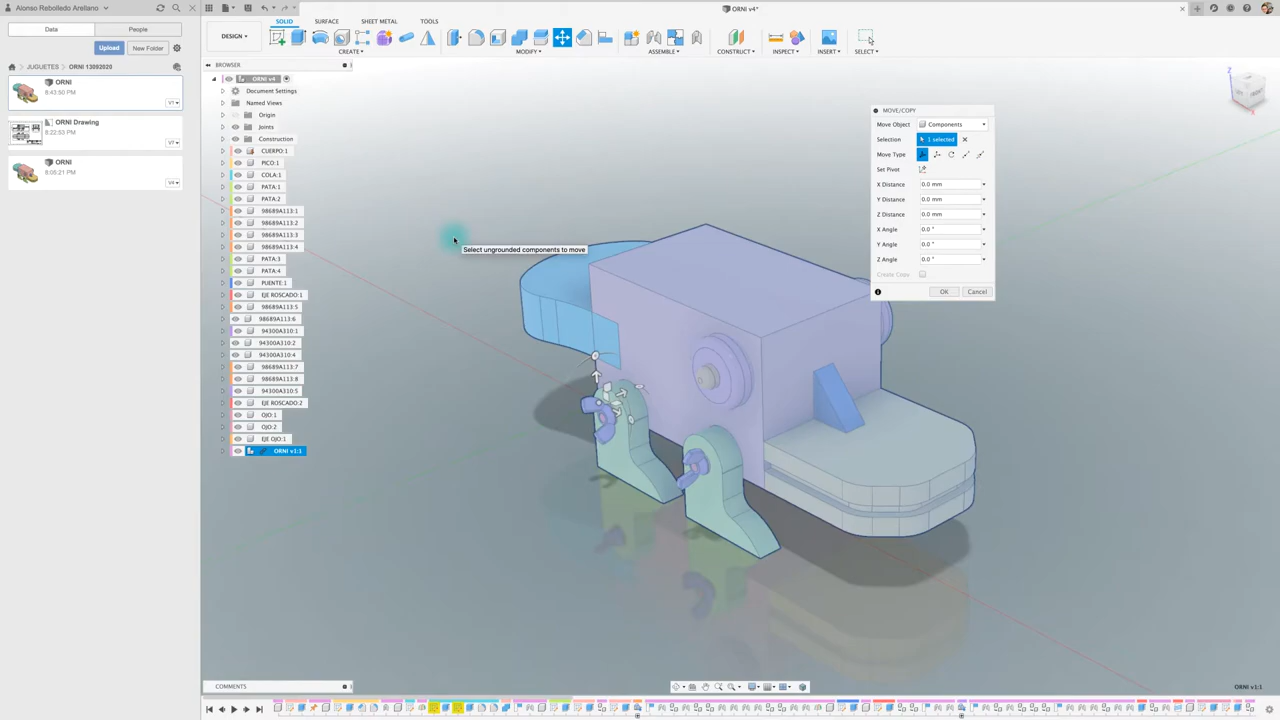 Alonso Rebolledo Arellano
ORNI v4*
Data
People
SOLID
SURFACE
SHEET METAL
TOOLS
DESIGN
Upload
New Folder
CREATE
MODIFY
ASSEMBLE
CONSTRUCT
INSPECT
INSERT
SELECT
JUGUETES
ORNI 13092020
BROWSER
ORNI
8:43:50 PM
V1
ORNI Drawing
8:22:53 PM
V?
ORNI
8:05:21 PM
V4
ORNI v4
Document Settings
Named Views
Origin
Joints
Construction
CUERPO:1
PICO:1
COLA:1
PATA:1
PATA:2
98689A113:1
98689A113:2
98689A113:3
98689A113:4
PATA:3
PATA:4
PUENTE:1
EJE ROSCADO:1
98689A113:5
98689A113:6
94300A310:1
94300A310:2
94300A310:4
98689A113:7
98689A113:8
94300A310:5
EJE ROSCADO:2
OJO:1
OJO:2
EJE OJO:1
ORNI v1:1
Select ungrounded components to move
Z
MOVE/COPY
Move Object
Components
Selection
1 selected
Move Type
Set Pivot
X Distance
0.0 mm
Y Distance
0.0 mm
Z Distance
0.0 mm
X Angle
0.0 °
Y Angle
0.0 °
Z Angle
0.0 °
Create Copy
OK
Cancel
COMMENTS
ORNI v1:1